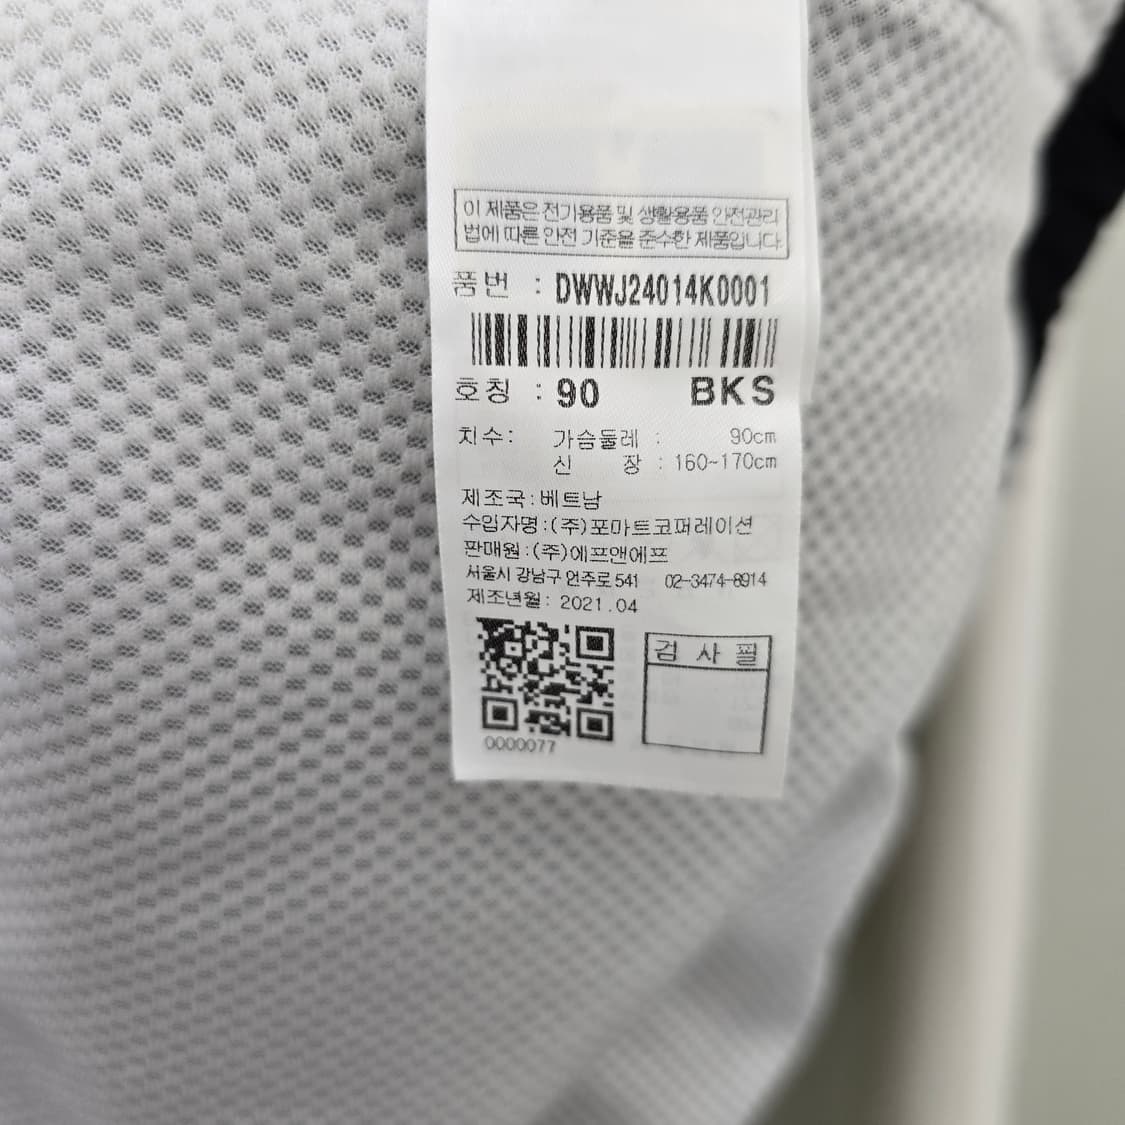 이 제품은 전기용품 및 생활용품 안전관리
법에 따른 안전 기준을 준수한 제품입니다
품번 : DWWJ24014K0001
호칭 : 90 BKS
치수: 가슴둘레 : 90cm
신 장 : 160~170cm
제조국:베트남
수입자명:(주)포마트코퍼레이션
판매원:(주)에프앤에프
서울시 강남구 언주로 541 02-3474-8914
제조년월: 2021.04
검사필
0000077